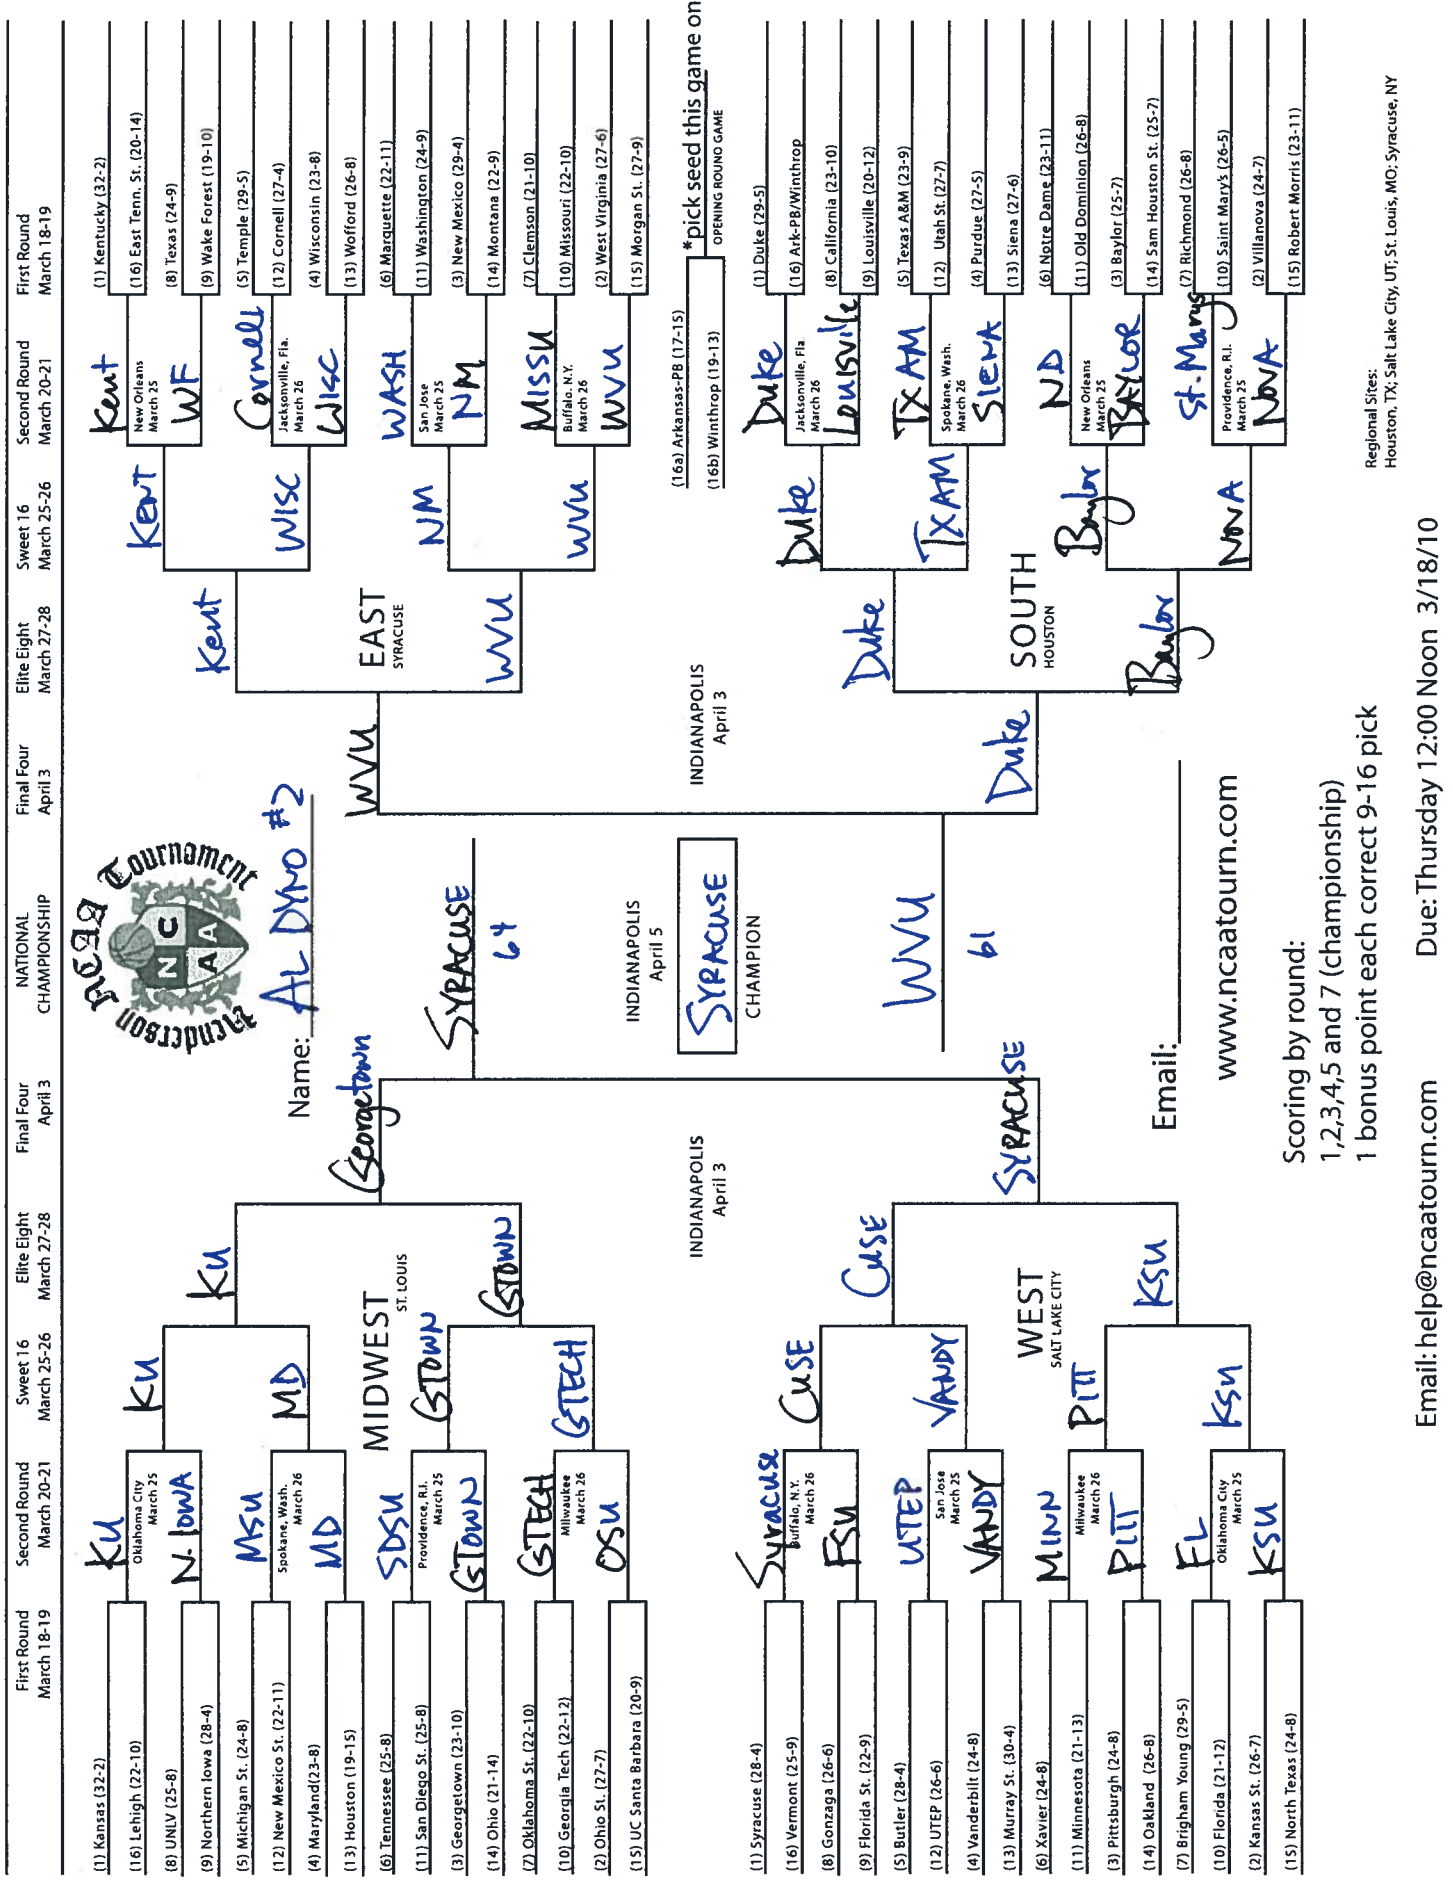 First Round
March 18-19
Second Round
March 20-21
Sweet 16
March 25-26
Elite Eight
March 27-28
Final Four
April 3
NATIONAL
CHAMPIONSHIP
Final Four
April 3
Elite Eight
March 27-28
Sweet 16
March 25-26
Second Round
March 20-21
First Round
March 18-19
Henderson NCAA Tournament
N C
A A
Name: AL DYNO #2
(1) Kansas (32-2)
(16) Lehigh (22-10)
(8) UNLV (25-8)
(9) Northern Iowa (28-4)
(5) Michigan St. (24-8)
(12) New Mexico St. (22-11)
(4) Maryland(23-8)
(13) Houston (19-15)
(6) Tennessee (25-8)
(11) San Diego St. (25-8)
(3) Georgetown (23-10)
(14) Ohio (21-14)
(7) Oklahoma St. (22-10)
(10) Georgia Tech (22-12)
(2) Ohio St. (27-7)
(15) UC Santa Barbara (20-9)
KU
Oklahoma City
March 25
N. IOWA
MSU
Spokane, Wash.
March 26
MD
SDSU
Providence, R.I.
March 25
GTOWN
GTECH
Milwaukee
March 26
OSU
KU
MD
GTOWN
GTECH
KU
GTOWN
MIDWEST
ST. LOUIS
Georgetown
(1) Syracuse (28-4)
(16) Vermont (25-9)
(8) Gonzaga (26-6)
(9) Florida St. (22-9)
(5) Butler (28-4)
(12) UTEP (26-6)
(4) Vanderbilt (24-8)
(13) Murray St. (30-4)
(6) Xavier (24-8)
(11) Minnesota (21-13)
(3) Pittsburgh (24-8)
(14) Oakland (26-8)
(7) Brigham Young (29-5)
(10) Florida (21-12)
(2) Kansas St. (26-7)
(15) North Texas (24-8)
Syracuse
Buffalo, N.Y.
March 26
FSU
UTEP
San Jose
March 25
VANDY
MINN
Milwaukee
March 26
PITT
FL
Oklahoma City
March 25
KSU
CUSE
VANDY
PITT
KSU
CUSE
KSU
WEST
SALT LAKE CITY
SYRACUSE
INDIANAPOLIS
April 3
SYRACUSE
64
INDIANAPOLIS
April 5
SYRACUSE
CHAMPION
WVU
61
INDIANAPOLIS
April 3
(1) Kentucky (32-2)
(16) East Tenn. St. (20-14)
(8) Texas (24-9)
(9) Wake Forest (19-10)
(5) Temple (29-5)
(12) Cornell (27-4)
(4) Wisconsin (23-8)
(13) Wofford (26-8)
(6) Marquette (22-11)
(11) Washington (24-9)
(3) New Mexico (29-4)
(14) Montana (22-9)
(7) Clemson (21-10)
(10) Missouri (22-10)
(2) West Virginia (27-6)
(15) Morgan St. (27-9)
Kent
New Orleans
March 25
WF
Cornell
Jacksonville, Fla.
March 26
WISC
WASH
San Jose
March 25
NM
MISSU
Buffalo, N.Y.
March 26
WVU
KENT
WISC
NM
WVU
Kent
WVU
EAST
SYRACUSE
WVU
*pick seed this game on
OPENING ROUND GAME
(16a) Arkansas-PB (17-15)
(16b) Winthrop (19-13)
(1) Duke (29-5)
(16) Ark-PB/Winthrop
(8) California (23-10)
(9) Louisville (20-12)
(5) Texas A&M (23-9)
(12) Utah St. (27-7)
(4) Purdue (27-5)
(13) Siena (27-6)
(6) Notre Dame (23-11)
(11) Old Dominion (26-8)
(3) Baylor (25-7)
(14) Sam Houston St. (25-7)
(7) Richmond (26-8)
(10) Saint Mary's (26-5)
(2) Villanova (24-7)
(15) Robert Morris (23-11)
Duke
Jacksonville, Fla.
March 26
Louisville
TX AM
Spokane, Wash.
March 26
SIENA
ND
New Orleans
March 25
BAYLOR
St. Marys
Providence, R.I.
March 25
NOVA
Duke
TXAM
Baylor
NOVA
Duke
Baylor
SOUTH
HOUSTON
Duke
Email:
www.ncaatourn.com
Scoring by round:
1,2,3,4,5 and 7 (championship)
1 bonus point each correct 9-16 pick
Regional Sites:
Houston, TX; Salt Lake City, UT; St. Louis, MO; Syracuse, NY
Email: help@ncaatourn.com Due: Thursday 12:00 Noon 3/18/10